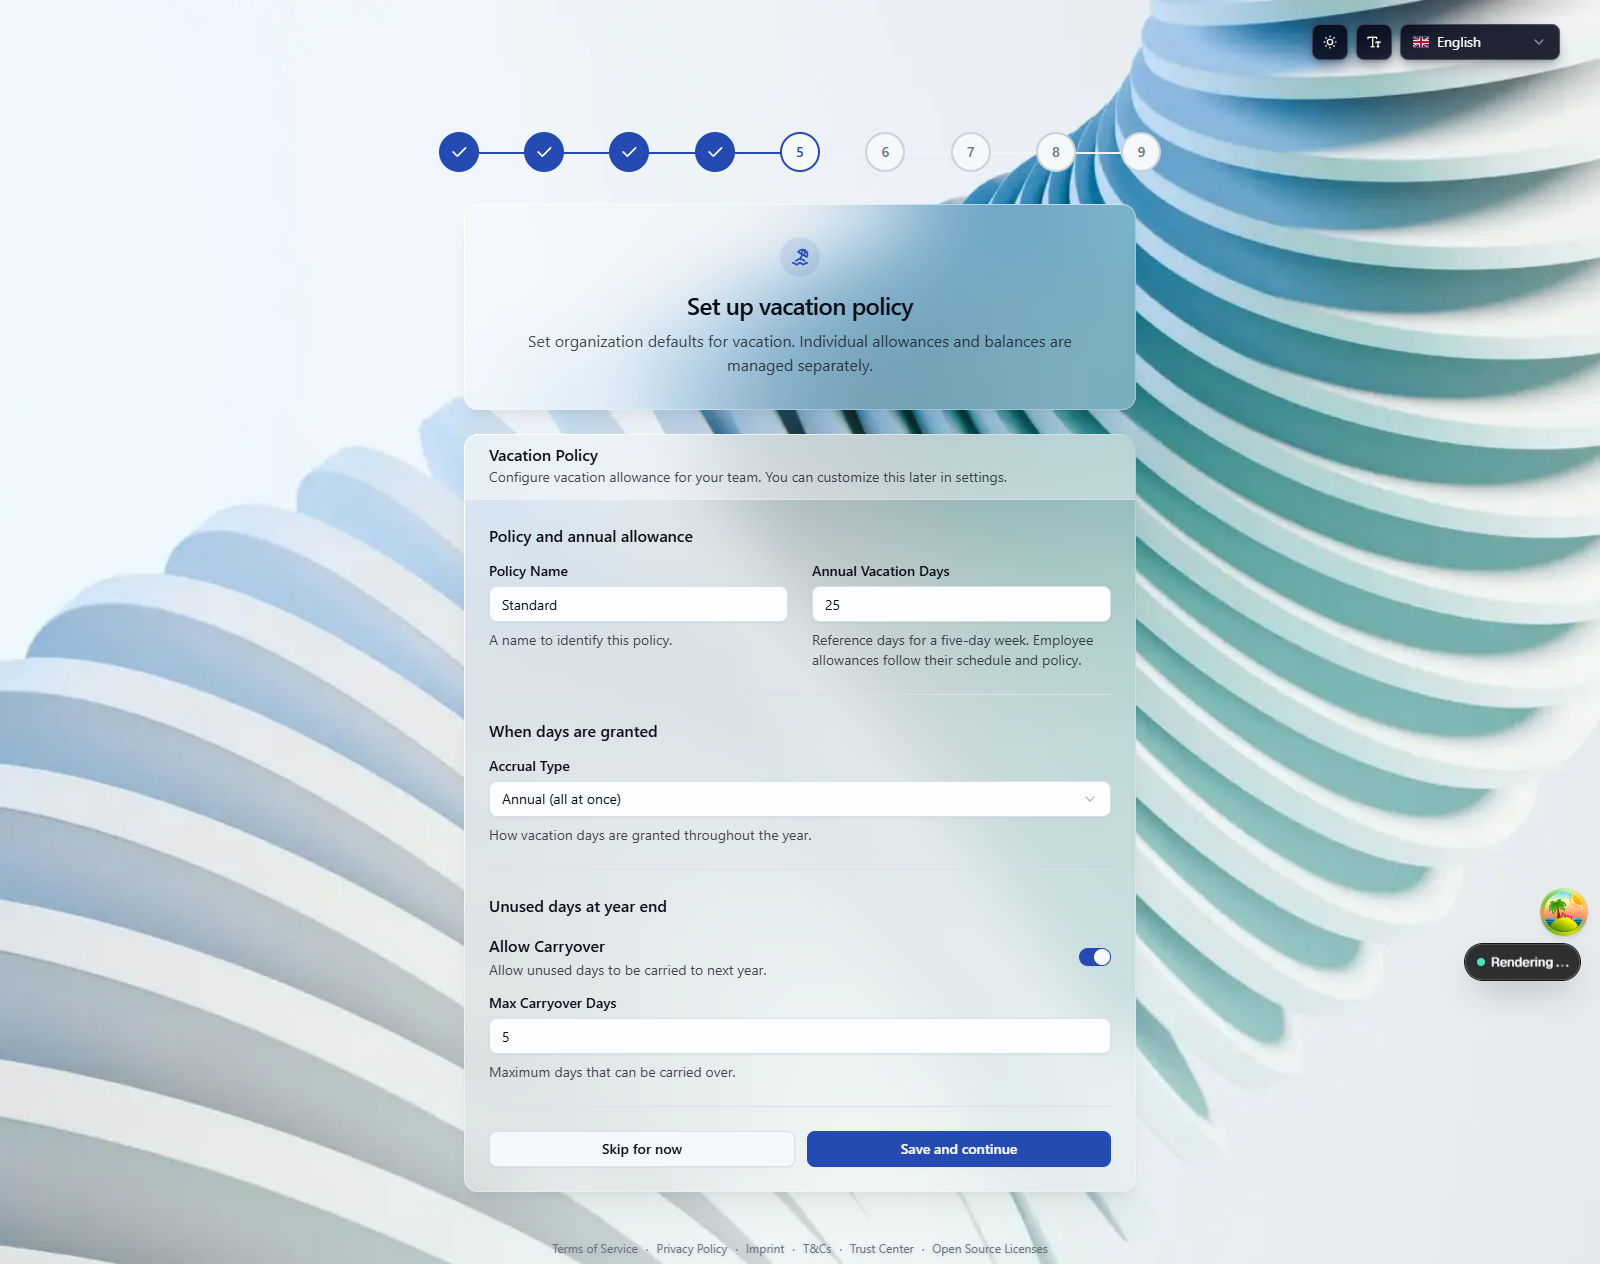 English
5
6
7
8
9
Set up vacation policy
Set organization defaults for vacation. Individual allowances and balances are
managed separately.
Vacation Policy
Configure vacation allowance for your team. You can customize this later in settings.
Policy and annual allowance
Policy Name
Annual Vacation Days
Standard
25
A name to identify this policy.
Reference days for a five-day week. Employee
allowances follow their schedule and policy.
When days are granted
Accrual Type
Annual (all at once)
How vacation days are granted throughout the year.
Unused days at year end
Allow Carryover
Allow unused days to be carried to next year.
Max Carryover Days
5
Maximum days that can be carried over.
Rendering...
Skip for now
Save and continue
Terms of Service · Privacy Policy · Imprint · T&Cs · Trust Center · Open Source Licenses